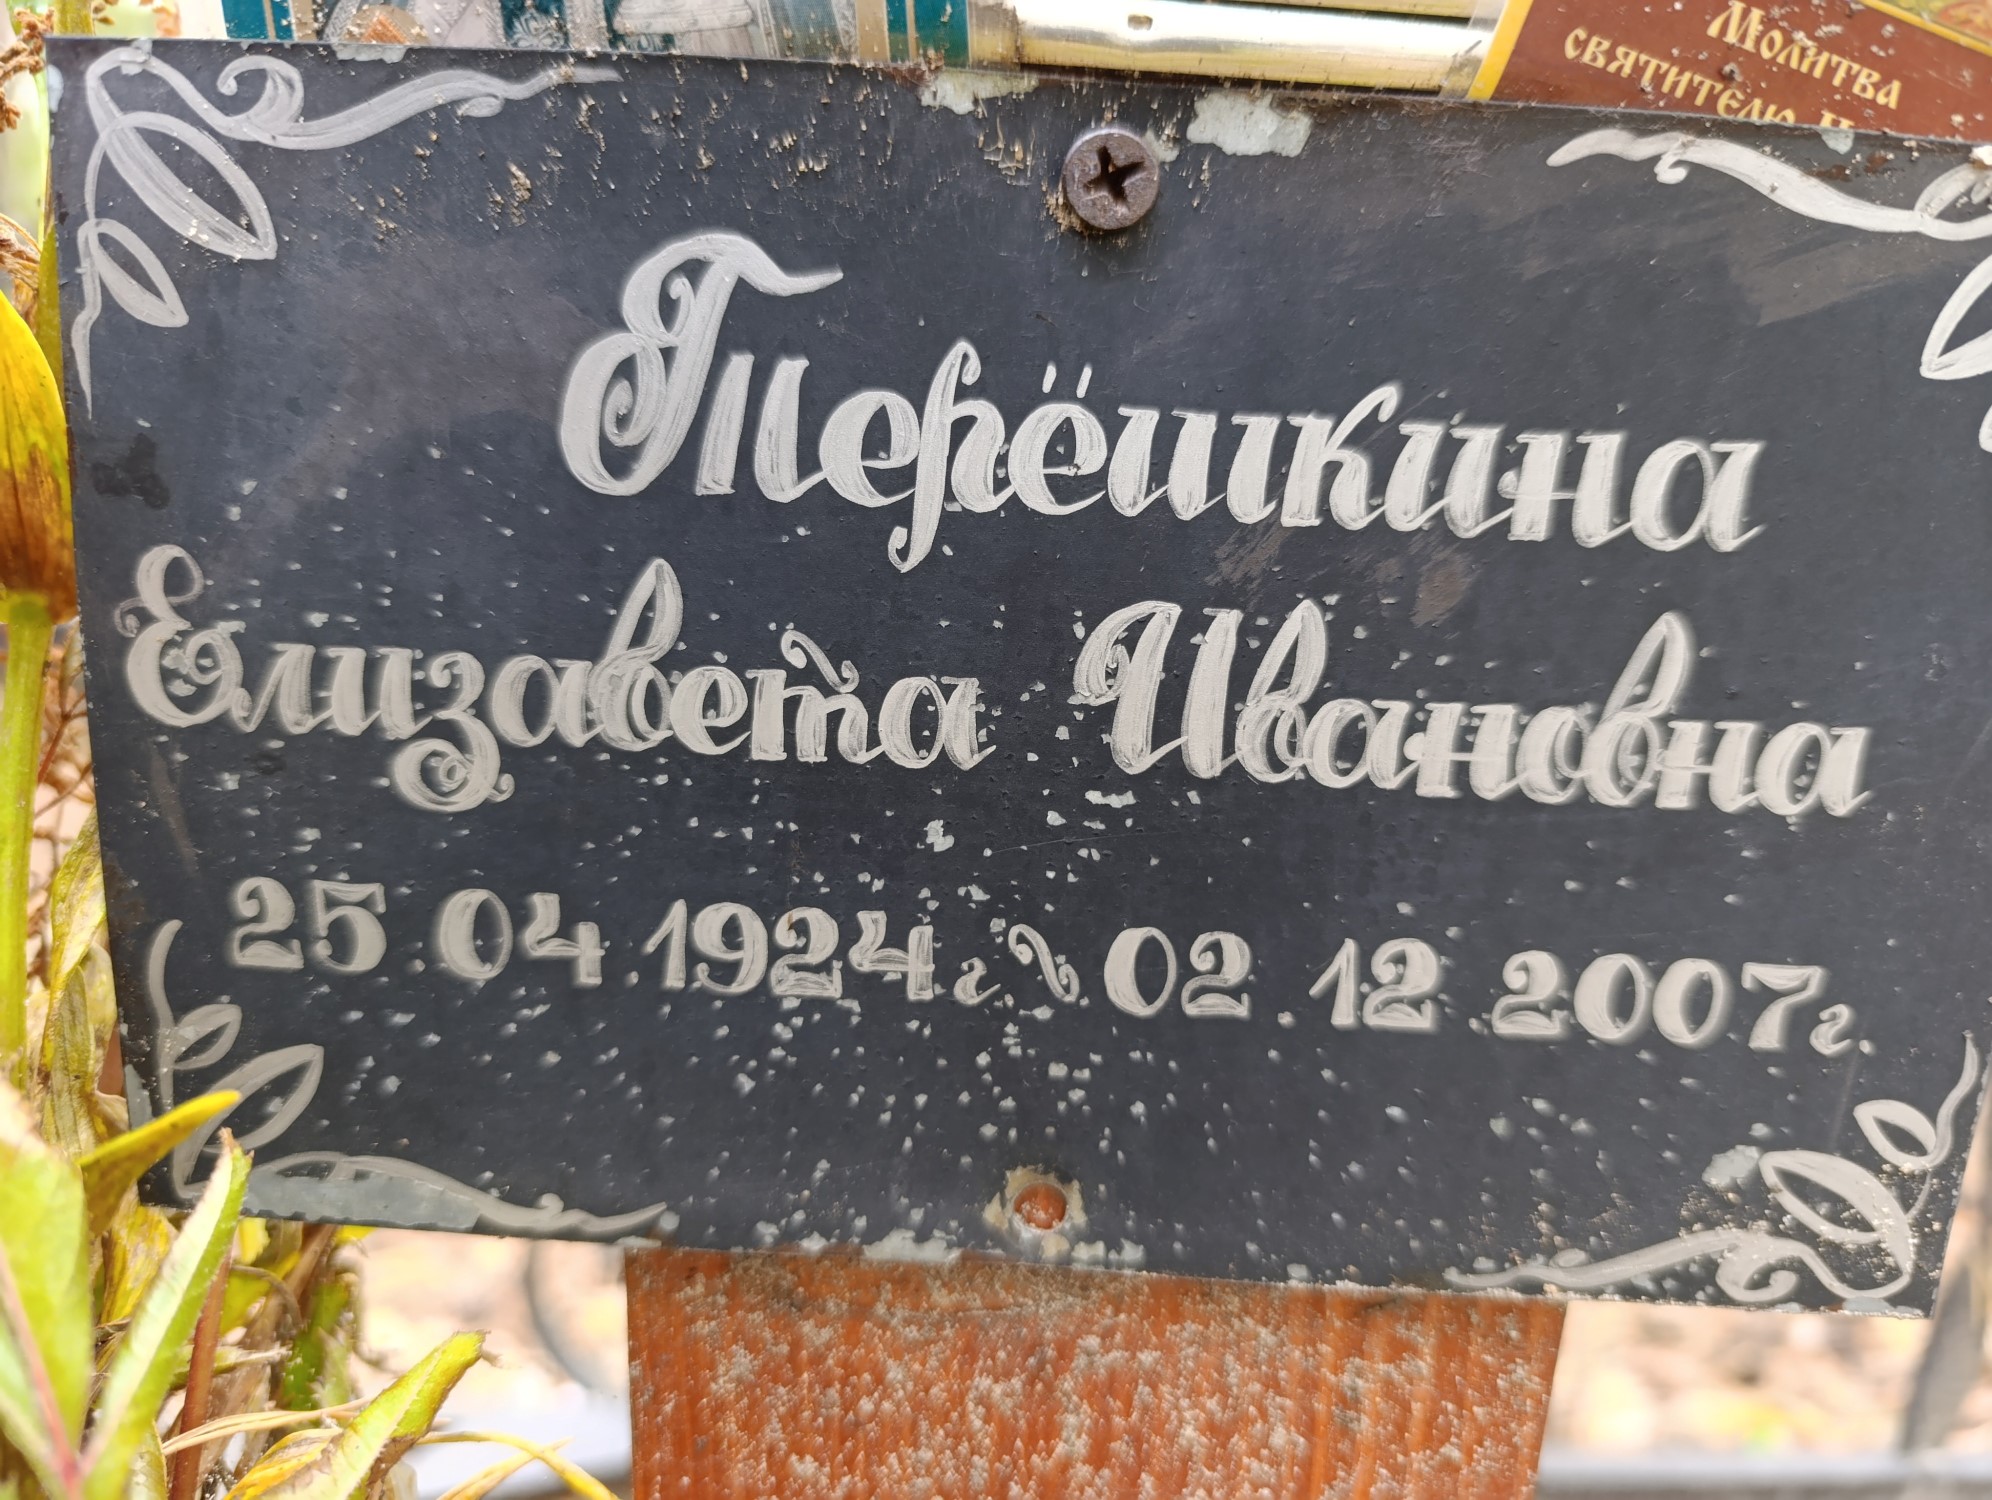 Молитва
святителю
Терёшкина
Елизавета Ивановна
25.04.1924г ~ 02.12.2007г.